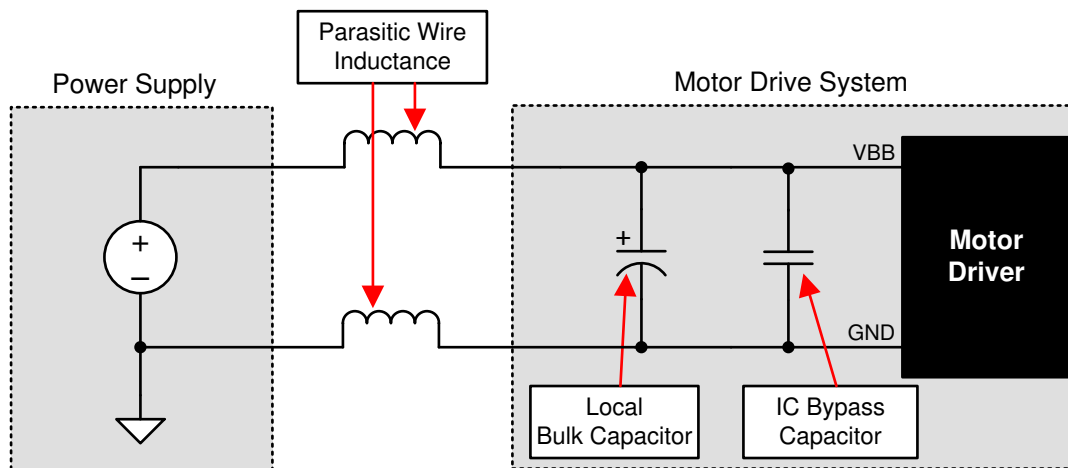 Parasitic Wire
Inductance
Power Supply
Motor Drive System
VBB
+
+
–
Motor
Driver
GND
Local
Bulk Capacitor
IC Bypass
Capacitor